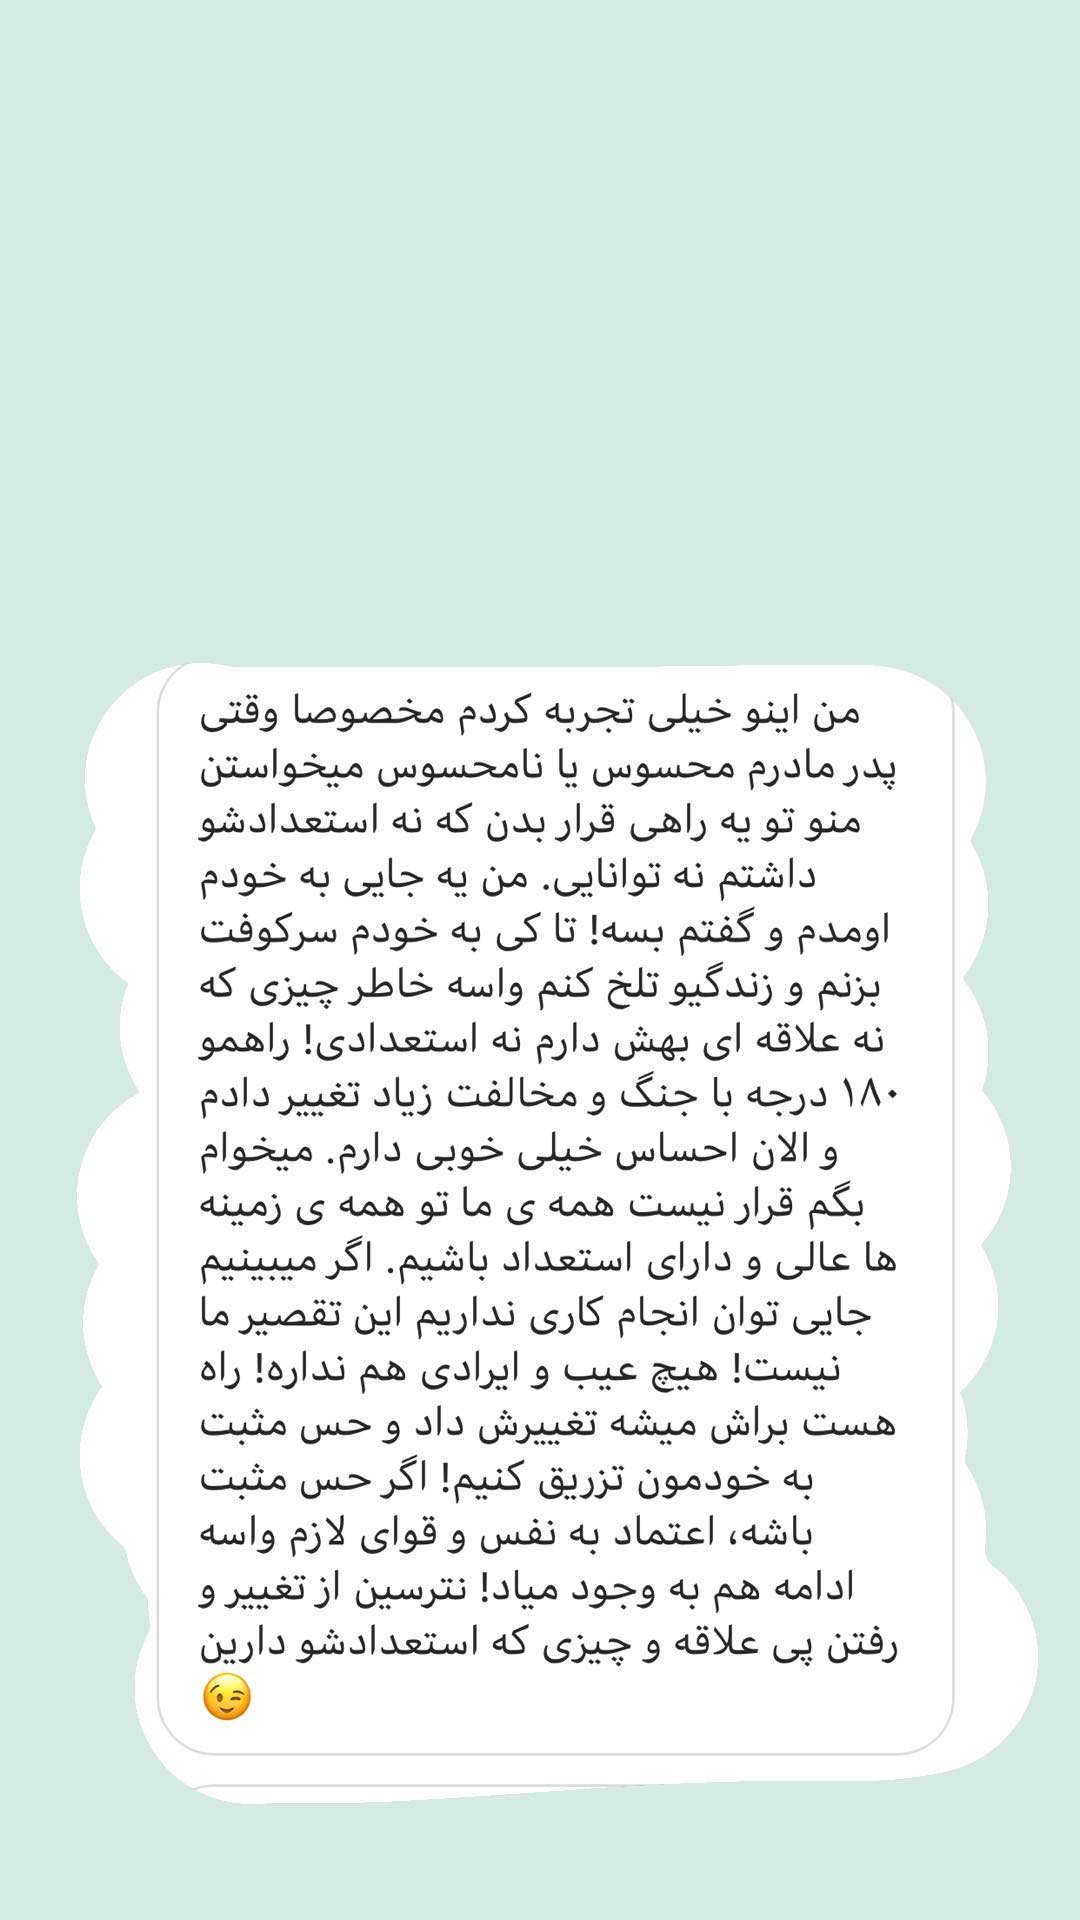 من اینو خیلی تجربه کردم مخصوصا وقتی
پدر مادرم محسوس یا نامحسوس میخواستن
منو تو یه راهی قرار بدن که نه استعدادشو
داشتم نه توانایی. من یه جایی به خودم
اومدم و گفتم بسه! تا کی به خودم سرکوفت
بزنم و زندگیو تلخ کنم واسه خاطر چیزی که
نه علاقه ای بهش دارم نه استعدادی! راهمو
۱۸۰ درجه با جنگ و مخالفت زیاد تغییر دادم
و الان احساس خیلی خوبی دارم. میخوام
بگم قرار نیست همه ی ما تو همه ی زمینه
ها عالی و دارای استعداد باشیم. اگر میبینیم
جایی توان انجام کاری نداریم این تقصیر ما
نیست! هیچ عیب و ایرادی هم نداره! راه
هست براش میشه تغییرش داد و حس مثبت
به خودمون تزریق کنیم! اگر حس مثبت
باشه، اعتماد به نفس و قوای لازم واسه
ادامه هم به وجود میاد! نترسین از تغییر و
رفتن پی علاقه و چیزی که استعدادشو دارین
😉